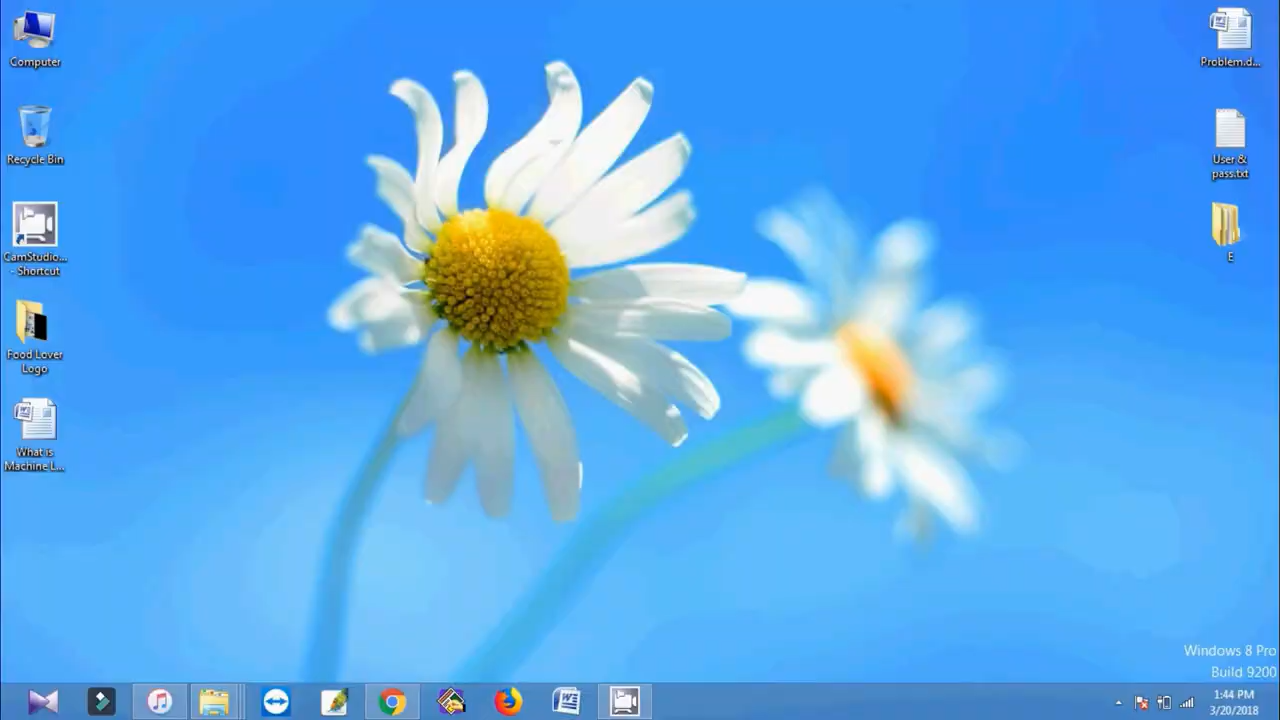 Computer
Recycle Bin
CamStudio...
- Shortcut
Food Lover
Logo
What is
Machine L...
Problem.d...
User &
pass.txt
E
Windows 8 Pro
Build 9200
1:44 PM
3/20/2018